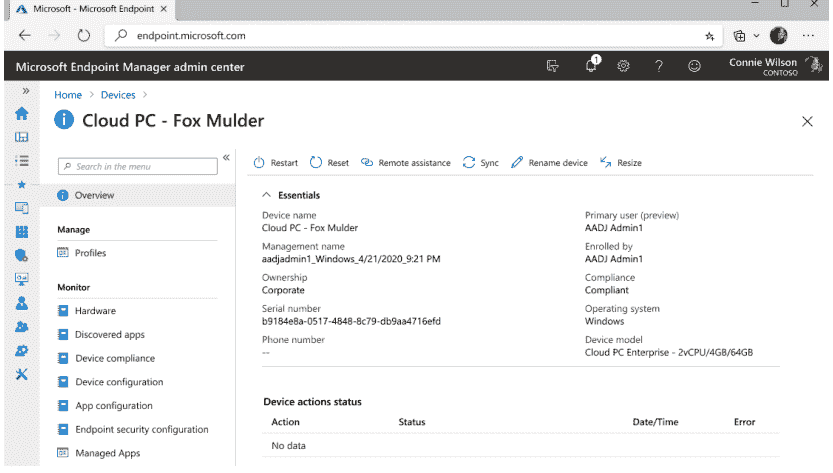 Microsoft - Microsoft Endpoint
endpoint.microsoft.com
Microsoft Endpoint Manager admin center
1
Connie Wilson
CONTOSO
Home > Devices >
Cloud PC - Fox Mulder
Search in the menu
Restart Reset Remote assistance Sync Rename device Resize
Overview
Manage
Profiles
Monitor
Hardware
Discovered apps
Device compliance
Device configuration
App configuration
Endpoint security configuration
Managed Apps
Essentials
Device name
Cloud PC - Fox Mulder
Management name
aadjadmin1_Windows_4/21/2020_9:21 PM
Ownership
Corporate
Serial number
b9184e8a-0517-4848-8c79-db9aa4716efd
Phone number
--
Primary user (preview)
AADJ Admin1
Enrolled by
AADJ Admin1
Compliance
Compliant
Operating system
Windows
Device model
Cloud PC Enterprise - 2vCPU/4GB/64GB
Device actions status
Action Status Date/Time Error
No data